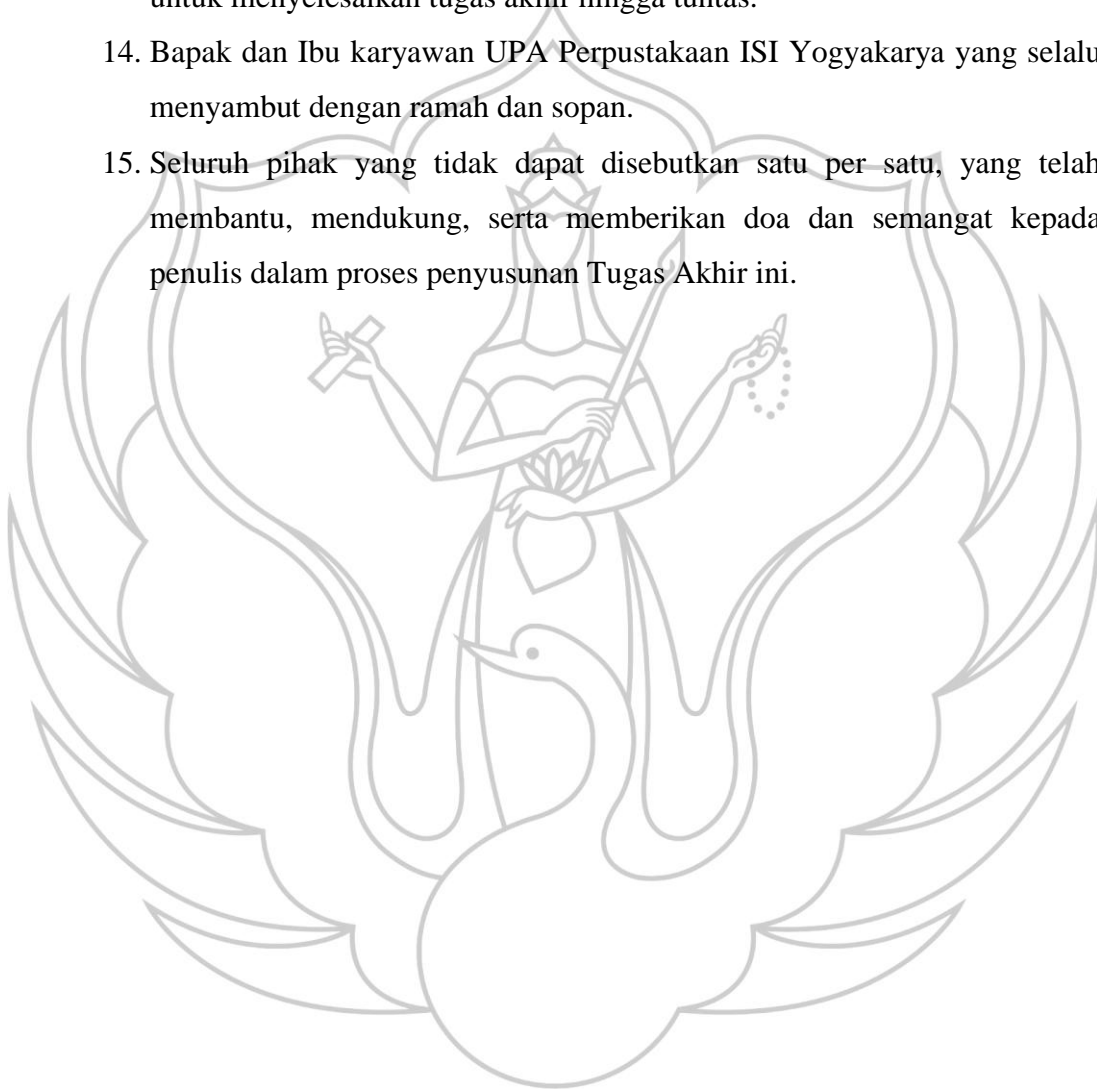 untuk menyelesaikan tugas akhir hingga tuntas.
14. Bapak dan Ibu karyawan UPA Perpustakaan ISI Yogyakarya yang selalu
menyambut dengan ramah dan sopan.
15. Seluruh pihak yang tidak dapat disebutkan satu per satu, yang telah
membantu, mendukung, serta memberikan doa dan semangat kepada
penulis dalam proses penyusunan Tugas Akhir ini.